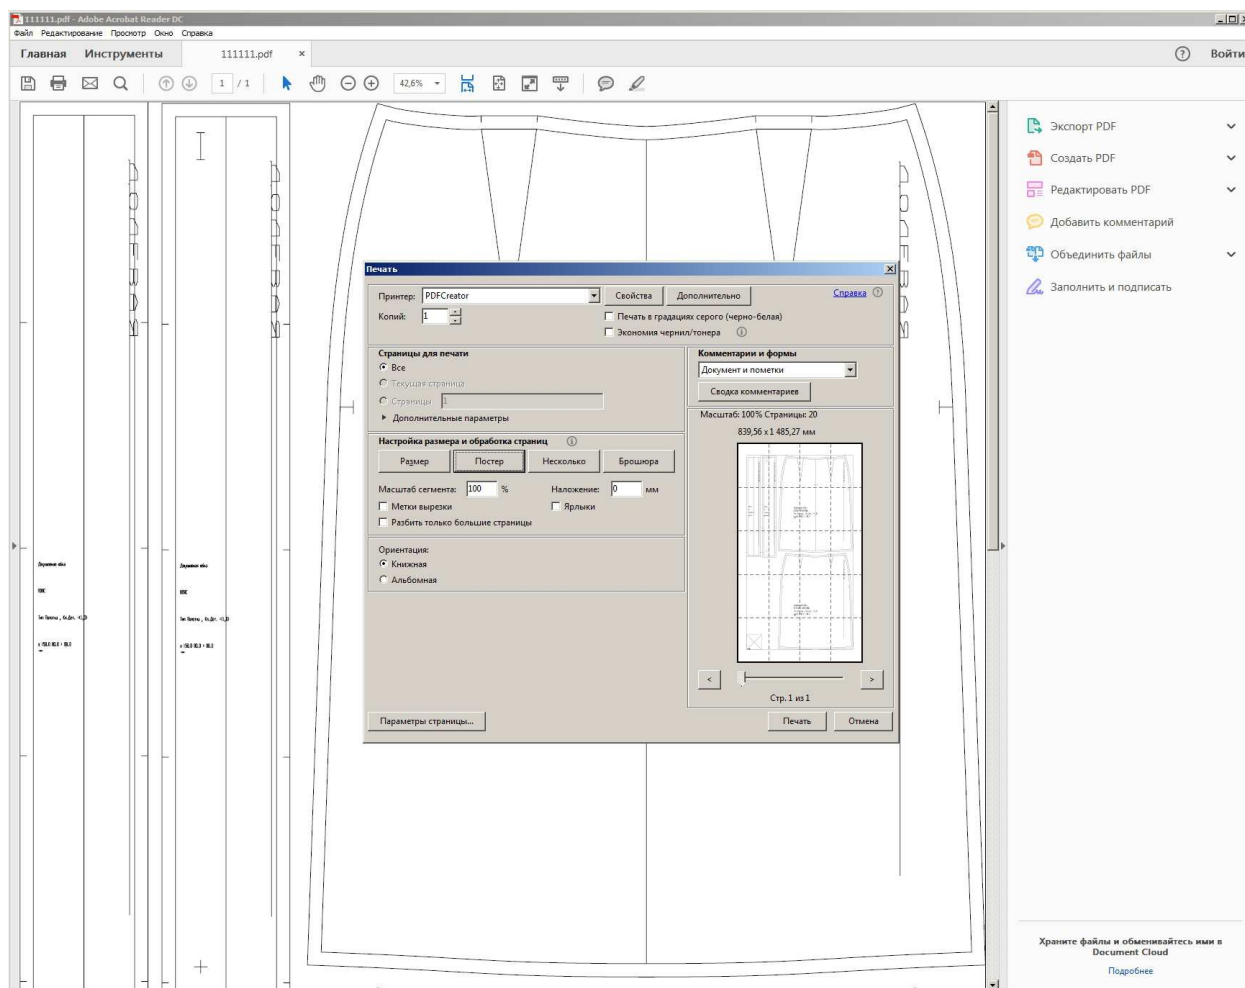 111111.pdf - Adobe Acrobat Reader DC
Файл Редактирование Просмотр Окно Справка
Главная Инструменты 111111.pdf × Войти
1 / 1 42,6%
Экспорт PDF
Создать PDF
Редактировать PDF
Добавить комментарий
Объединить файлы
Заполнить и подписать
Печать
Принтер: PDFCreator Свойства Дополнительно Справка
Копий: 1 Печать в градациях серого (черно-белая)
Экономия чернил/тонера
Страницы для печати
Все
Текущая страница
Страницы 1
Дополнительные параметры
Комментарии и формы
Документ и пометки
Сводка комментариев
Масштаб: 100% Страницы: 20
839,56 x 1 485,27 мм
Настройка размера и обработка страниц
Размер Постер Несколько Брошюра
Масштаб сегмента: 100 % Наложение: 0 мм
Метки вырезки Ярлыки
Разбить только большие страницы
Ориентация:
Книжная
Альбомная
< >
Стр. 1 из 1
Параметры страницы... Печать Отмена
Храните файлы и обменивайтесь ими в
Document Cloud
Подробнее